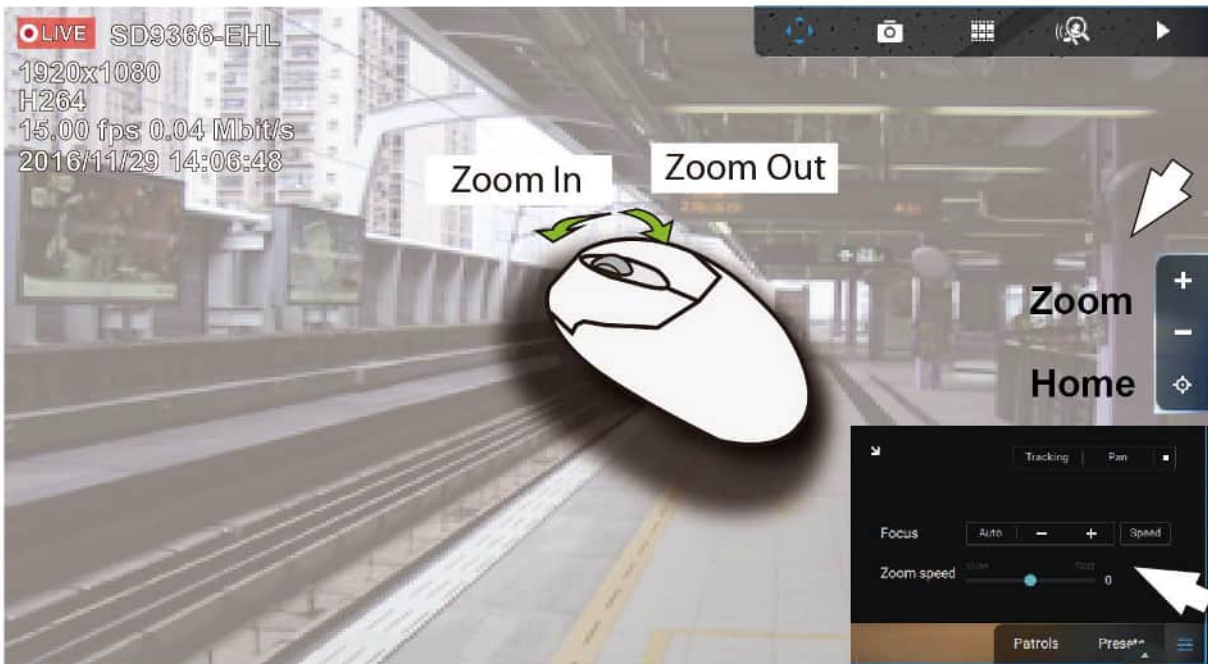 LIVE SD9366-EHL
1920x1080
H264
15.00 fps 0.04 Mbit/s
2016/11/29 14:06:48
Zoom In
Zoom Out
Zoom
Home
Tracking Pan
Focus Auto Speed
Zoom speed 0
Patrols